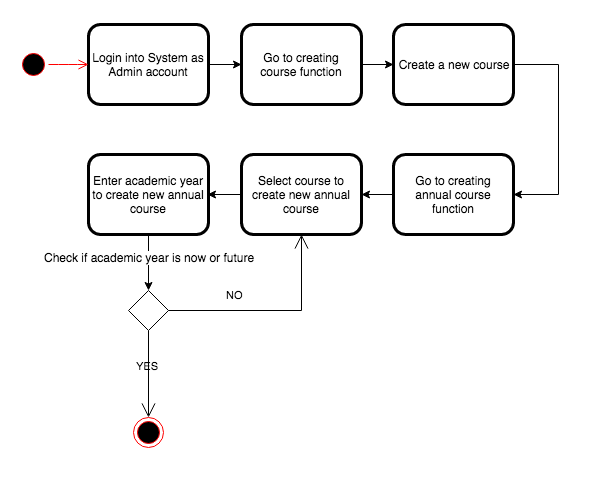 Login into System as
Admin account
Go to creating
course function
Create a new course
Enter academic year
to create new annual
course
Select course to
create new annual
course
Go to creating
annual course
function
Check if academic year is now or future
NO
YES